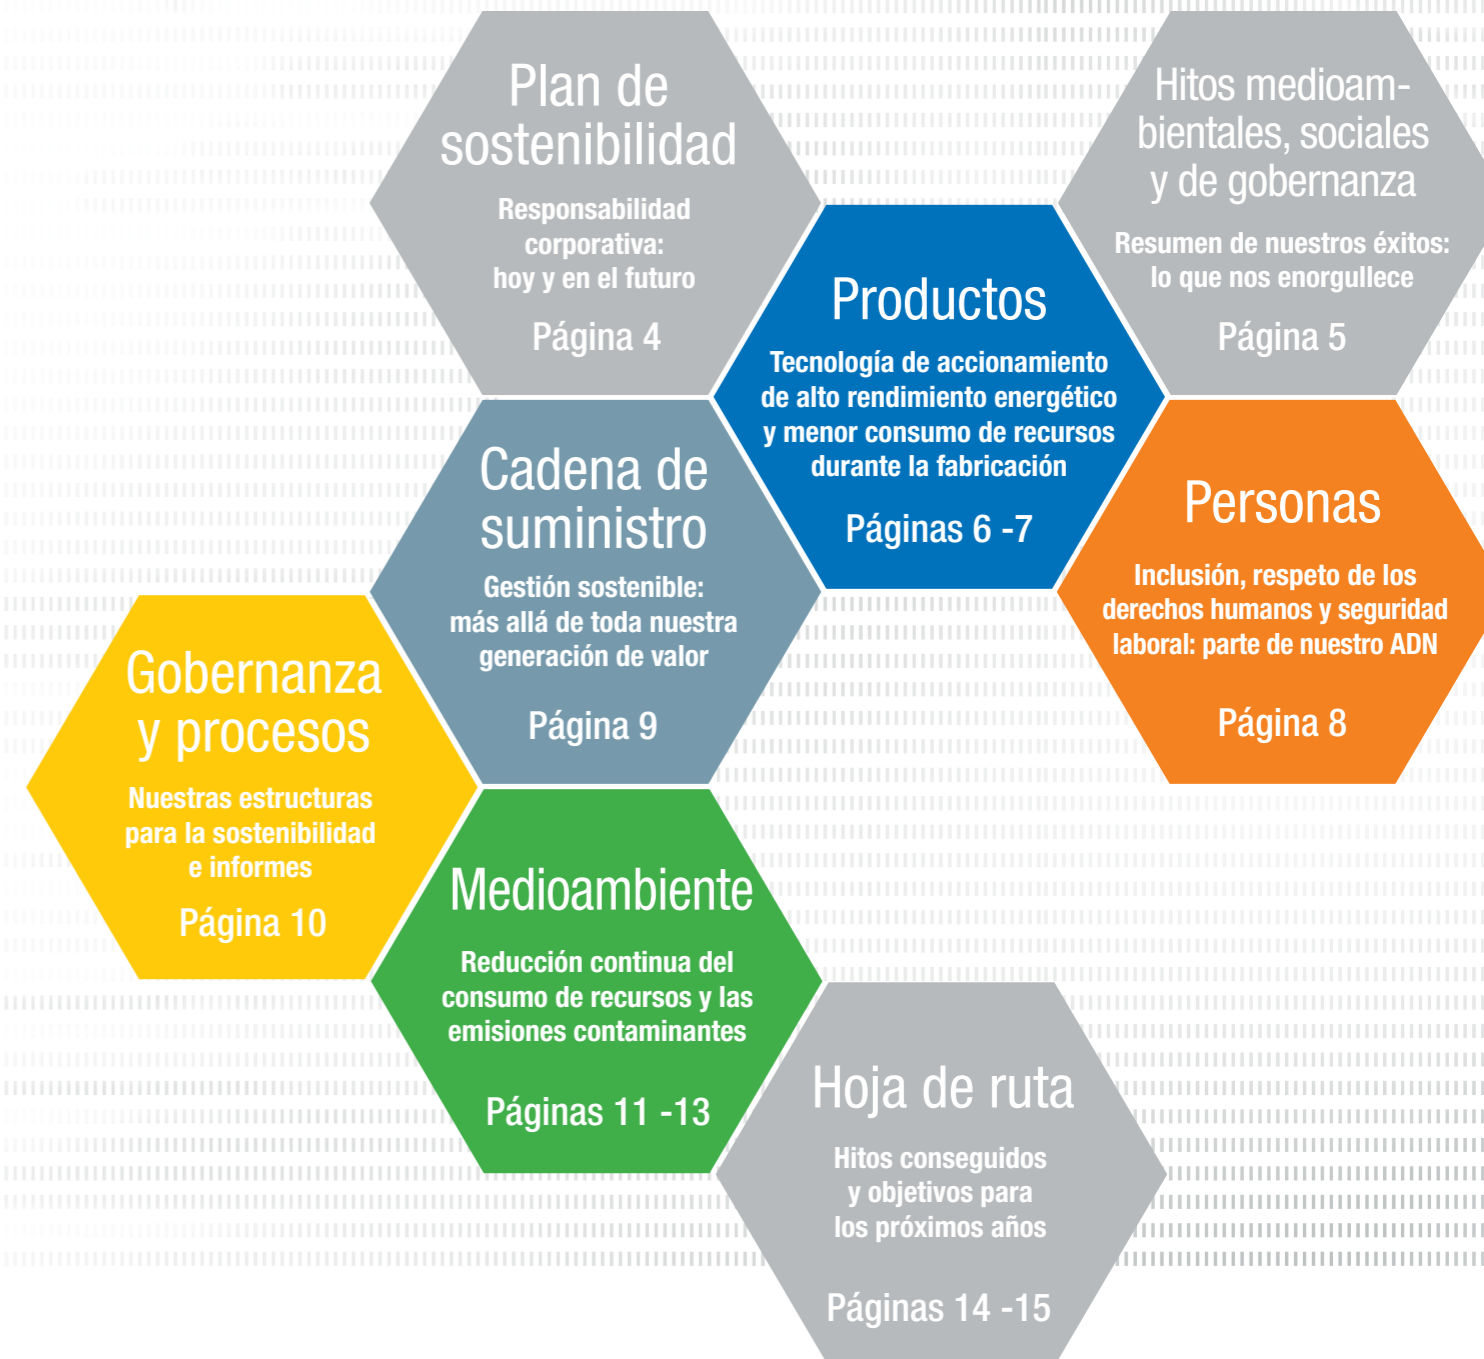 Plan de
sostenibilidad
Responsabilidad
corporativa:
hoy y en el futuro
Página 4
Hitos medioam-
bientales, sociales
y de gobernanza
Resumen de nuestros éxitos:
lo que nos enorgullece
Página 5
Productos
Tecnología de accionamiento
de alto rendimiento energético
y menor consumo de recursos
durante la fabricación
Páginas 6 -7
Personas
Inclusión, respeto de los
derechos humanos y seguridad
laboral: parte de nuestro ADN
Página 8
Cadena de
suministro
Gestión sostenible:
más allá de toda nuestra
generación de valor
Página 9
Gobernanza
y procesos
Nuestras estructuras
para la sostenibilidad
e informes
Página 10
Medioambiente
Reducción continua del
consumo de recursos y las
emisiones contaminantes
Páginas 11 -13
Hoja de ruta
Hitos conseguidos
y objetivos para
los próximos años
Páginas 14 -15